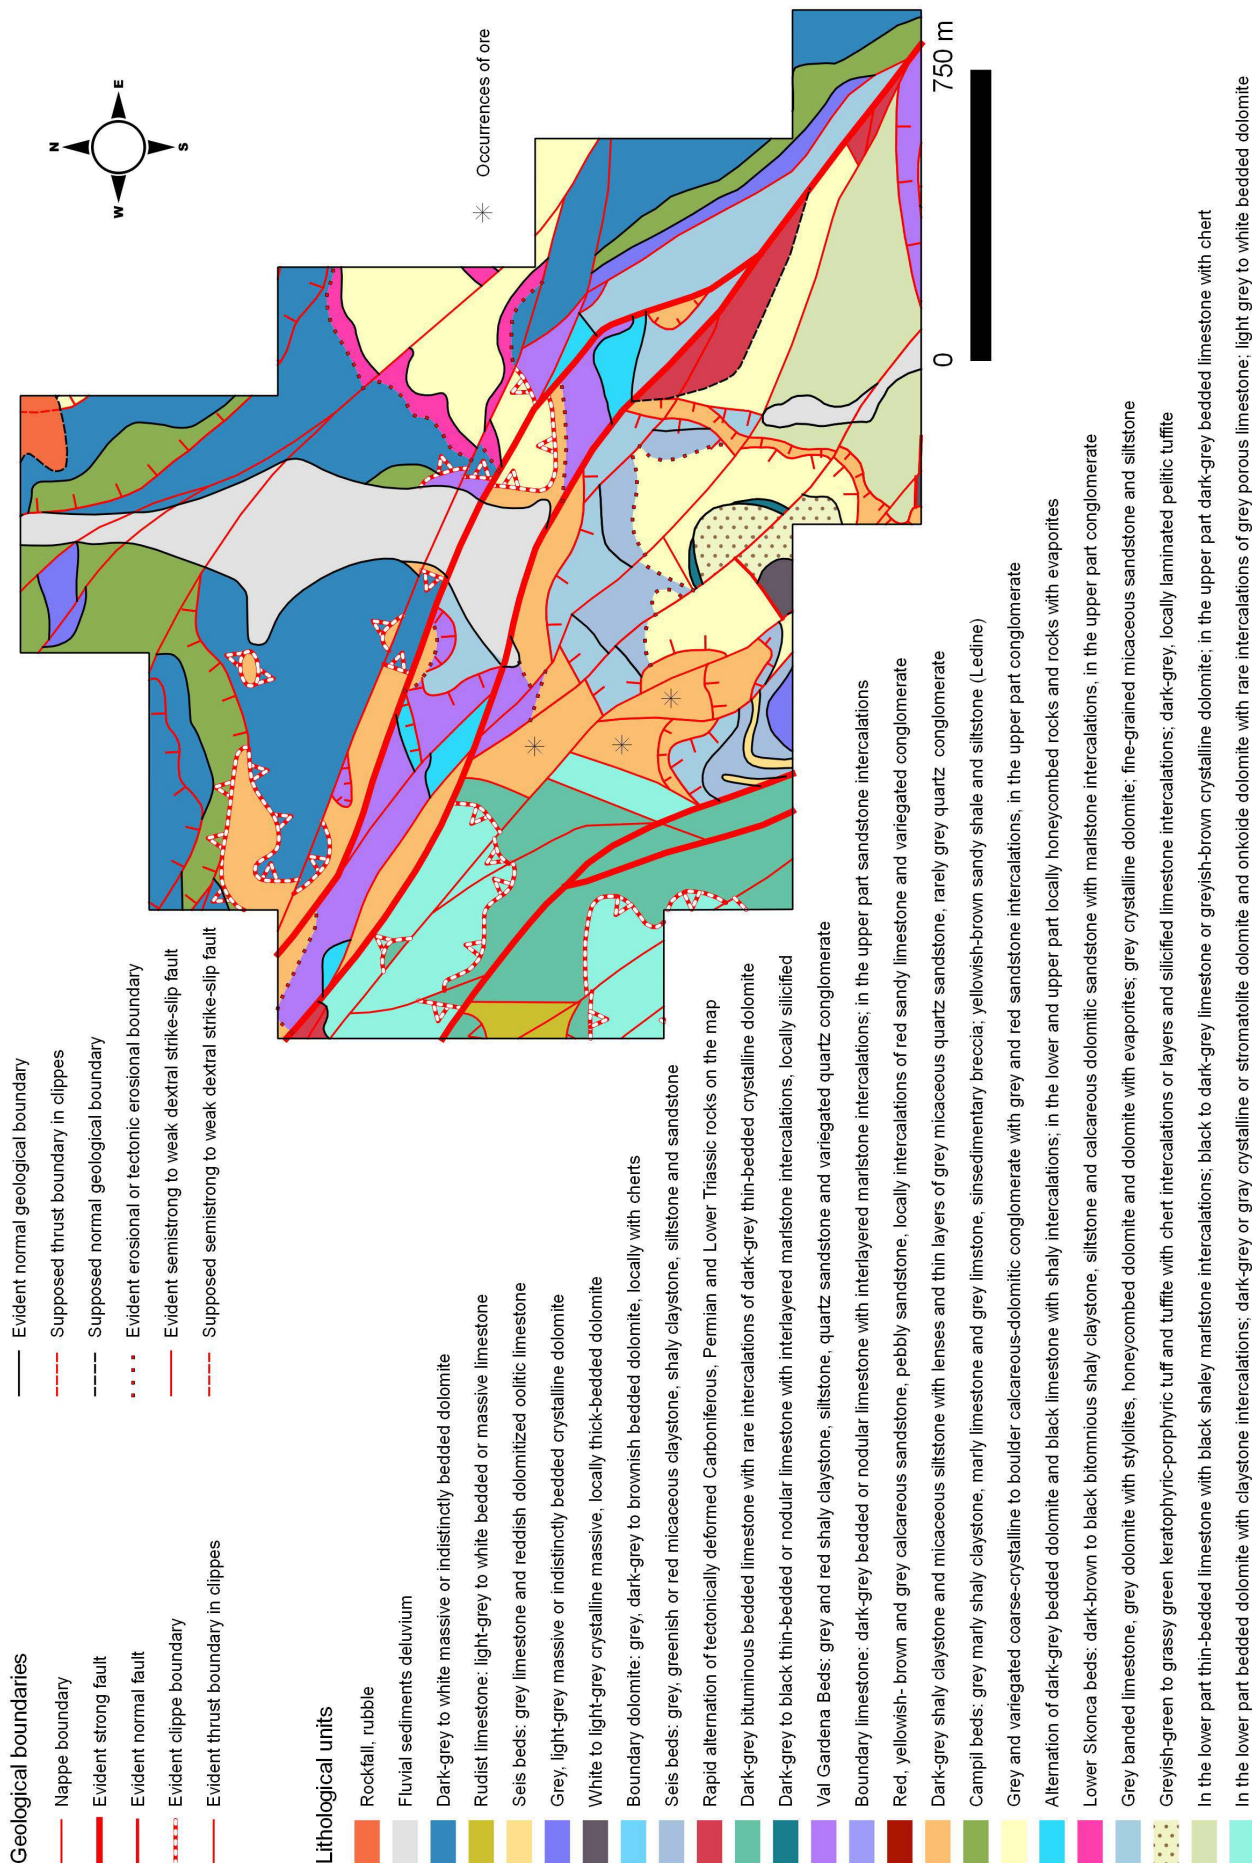 Geological boundaries
Nappe boundary
Evident strong fault
Evident normal fault
Evident clippe boundary
Evident thrust boundary in clippes
Evident normal geological boundary
Supposed thrust boundary in clippes
Supposed normal geological boundary
Evident erosional or tectonic erosional boundary
Evident semistrong to weak dextral strike-slip fault
Supposed semistrong to weak dextral strike-slip fault
N
W
E
S
Occurrences of ore
0
750 m
Lithological units
Rockfall, rubble
Fluvial sediments deluvium
Dark-grey to white massive or indistinctly bedded dolomite
Rudist limestone: light-grey to white bedded or massive limestone
Seis beds: grey limestone and reddish dolomitized oolitic limestone
Grey, light-grey massive or indistinctly bedded crystalline dolomite
White to light-grey crystalline massive, locally thick-bedded dolomite
Boundary dolomite: grey, dark-grey to brownish bedded dolomite, locally with cherts
Seis beds: grey, greenish or red micaceous claystone, shaly claystone, siltstone and sandstone
Rapid alternation of tectonically deformed Carboniferous, Permian and Lower Triassic rocks on the map
Dark-grey bituminous bedded limestone with rare intercalations of dark-grey thin-bedded crystalline dolomite
Dark-grey to black thin-bedded or nodular limestone with interlayered marlstone intercalations, locally silicified
Val Gardena Beds: grey and red shaly claystone, siltstone, quartz sandstone and variegated quartz conglomerate
Boundary limestone: dark-grey bedded or nodular limestone with interlayered marlstone intercalations; in the upper part sandstone intercalations
Red, yellowish- brown and grey calcareous sandstone, pebbly sandstone, locally intercalations of red sandy limestone and variegated conglomerate
Dark-grey shaly claystone and micaceous siltstone with lenses and thin layers of grey micaceous quartz sandstone, rarely grey quartz conglomerate
Campil beds: grey marly shaly claystone, marly limestone and grey limstone, sinsedimentary breccia; yellowish-brown sandy shale and siltstone (Ledine)
Grey and variegated coarse-crystalline to boulder calcareous-dolomitic conglomerate with grey and red sandstone intercalations, in the upper part conglomerate
Alternation of dark-grey bedded dolomite and black limestone with shaly intercalations; in the lower and upper part locally honeycombed rocks and rocks with evaporites
Lower Skonca beds: dark-brown to black bitomnious shaly claystone, siltstone and calcareous dolomitic sandstone with marlstone intercalations, in the upper part conglomerate
Grey banded limestone, grey dolomite with stylolites, honeycombed dolomite and dolomite with evaporites; grey crystalline dolomite; fine-grained micaceous sandstone and siltstone
Greyish-green to grassy green keratophyric-porphyric tuff and tuffite with chert intercalations or layers and silicified limestone intercalations; dark-grey, locally laminated pelitic tuffite
In the lower part thin-bedded limestone with black shaley marlstone intercalations; black to dark-grey limestone or greyish-brown crystalline dolomite; in the upper part dark-grey bedded limestone with chert
In the lower part bedded dolomite with claystone intercalations; dark-grey or gray crystalline or stromatolite dolomite and onkoide dolomite with rare intercalations of grey porous limestone; light grey to white bedded dolomite